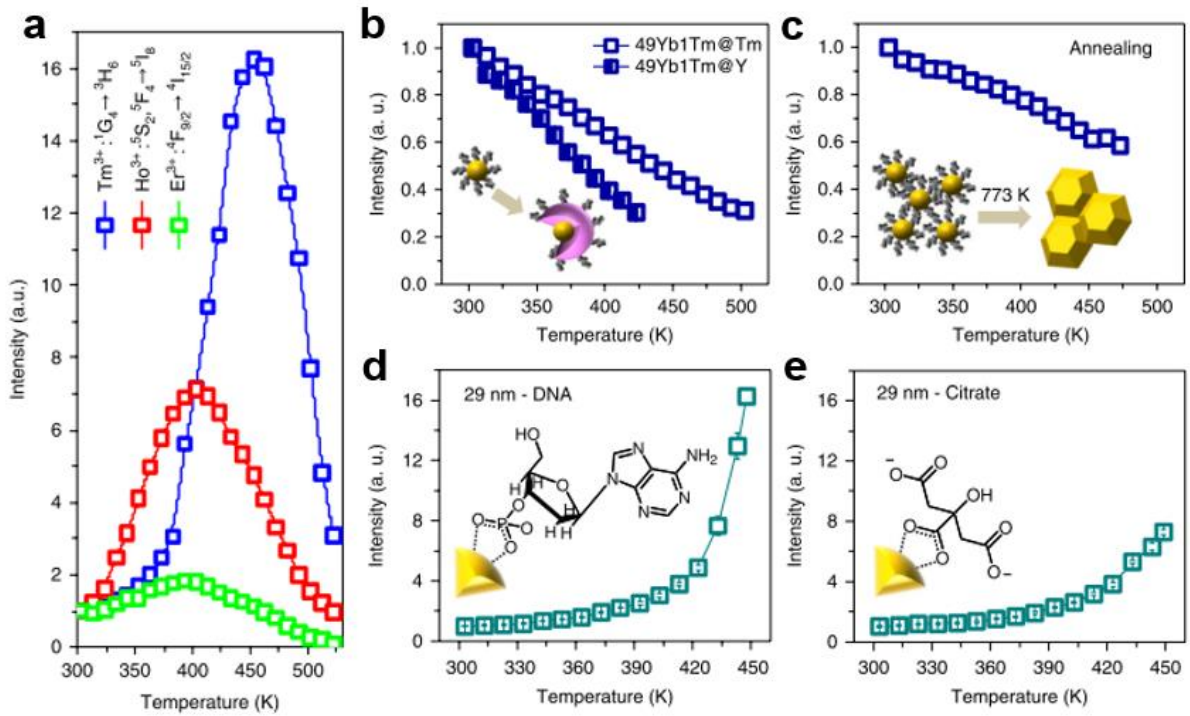 a
Intensity (a.u.)
16
14
12
10
8
6
4
2
0
Tm³⁺:¹G₄→³H₆
Ho³⁺:⁵S₂,⁵F₄→⁵I₈
Er³⁺:⁴F₉/₂→⁴I₁₅/₂
300 350 400 450 500
Temperature (K)
b
Intensity (a. u.)
1.0
0.8
0.6
0.4
0.2
0.0
49Yb1Tm@Tm
49Yb1Tm@Y
300 350 400 450 500
Temperature (K)
c
Intensity (a. u.)
1.0
0.8
0.6
0.4
0.2
0.0
Annealing
773 K
300 350 400 450 500
Temperature (K)
d
Intensity (a. u.)
16
12
8
4
0
29 nm - DNA
HO
N
N
NH₂
O
N
N
N
H
H
O
H
O
P
O
O
H H
300 330 360 390 420 450
Temperature (K)
e
Intensity (a. u.)
16
12
8
4
0
29 nm - Citrate
O
⁻O
OH
O
O
O
O⁻
300 330 360 390 420 450
Temperature (K)